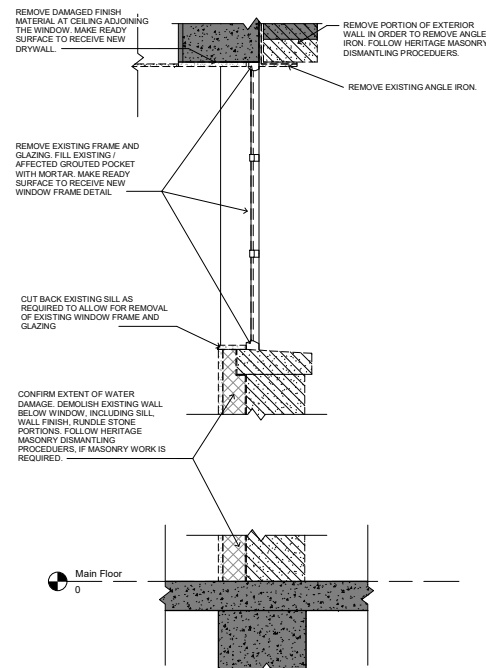 REMOVE DAMAGED FINISH
MATERIAL AT CEILING ADJOINING
THE WINDOW. MAKE READY
SURFACE TO RECEIVE NEW
DRYWALL.
REMOVE PORTION OF EXTERIOR
WALL IN ORDER TO REMOVE ANGLE
IRON. FOLLOW HERITAGE MASONRY
DISMANTLING PROCEDUERS.
REMOVE EXISTING ANGLE IRON.
REMOVE EXISTING FRAME AND
GLAZING. FILL EXISTING /
AFFECTED GROUTED POCKET
WITH MORTAR. MAKE READY
SURFACE TO RECEIVE NEW
WINDOW FRAME DETAIL
CUT BACK EXISTING SILL AS
REQUIRED TO ALLOW FOR REMOVAL
OF EXISTING WINDOW FRAME AND
GLAZING
CONFIRM EXTENT OF WATER
DAMAGE. DEMOLISH EXISTING WALL
BELOW WINDOW, INCLUDING SILL,
WALL FINISH, RUNDLE STONE
PORTIONS. FOLLOW HERITAGE
MASONRY DISMANTLING
PROCEDUERS, IF MASONRY WORK IS
REQUIRED.
Main Floor
0